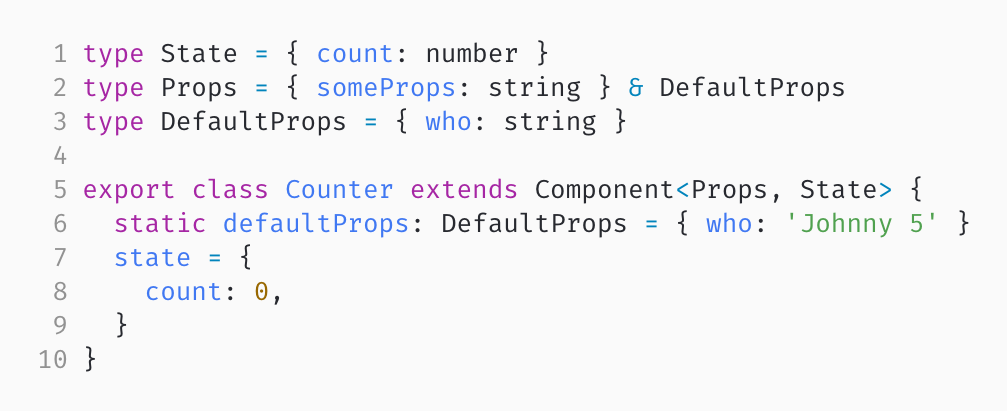 1 type State = { count: number }
2 type Props = { someProps: string } & DefaultProps
3 type DefaultProps = { who: string }
4
5 export class Counter extends Component<Props, State> {
6   static defaultProps: DefaultProps = { who: 'Johnny 5' }
7   state = {
8     count: 0,
9   }
10 }